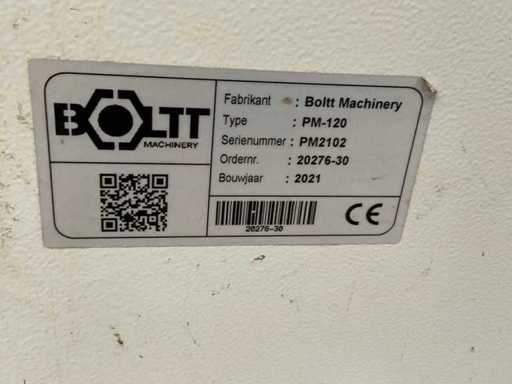 BOLTT
MACHINERY
Fabrikant : Boltt Machinery
Type : PM-120
Serienummer : PM2102
Ordernr. : 20276-30
Bouwjaar : 2021
20276-30
CE